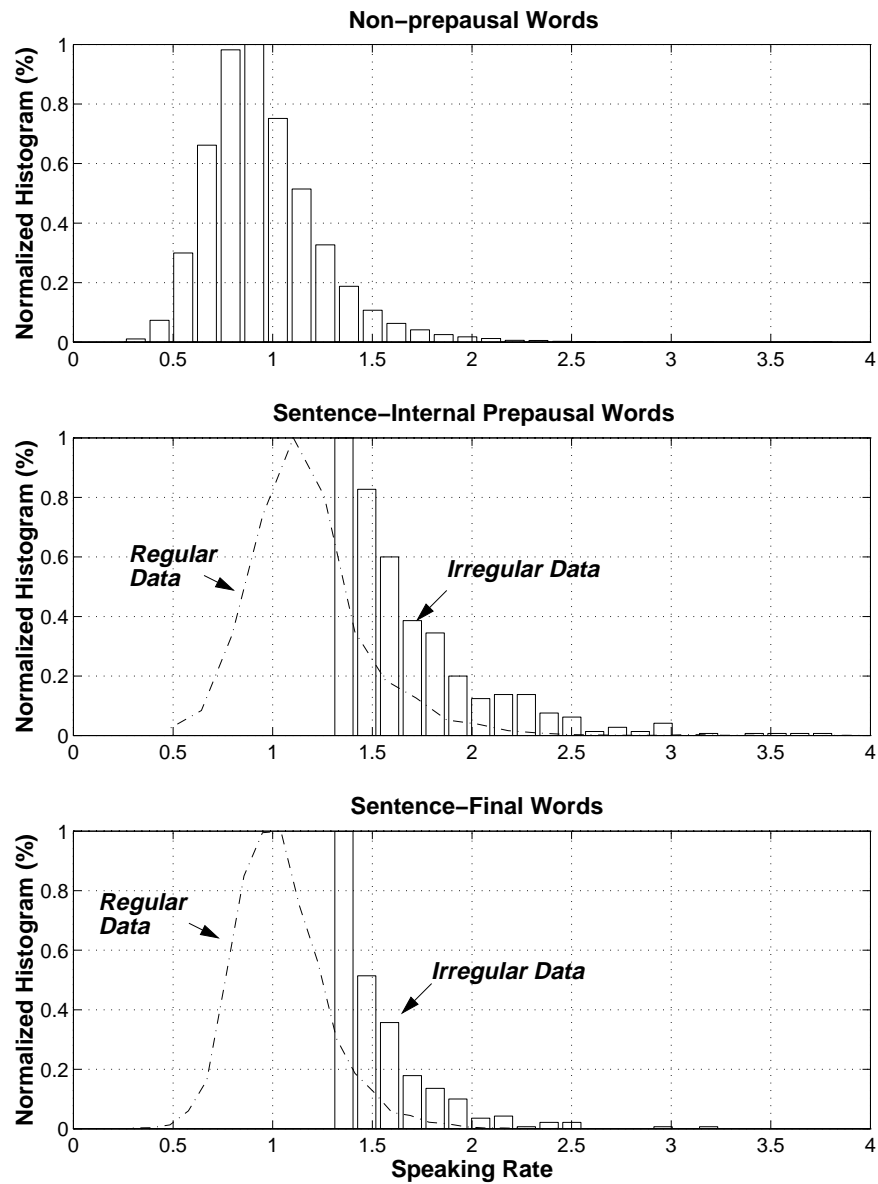 Non−prepausal Words
Normalized Histogram (%)
1
0.8
0.6
0.4
0.2
0
0 0.5 1 1.5 2 2.5 3 3.5 4
Sentence−Internal Prepausal Words
Normalized Histogram (%)
1
0.8
0.6
0.4
0.2
0
Regular
Data
Irregular Data
0 0.5 1 1.5 2 2.5 3 3.5 4
Sentence−Final Words
Normalized Histogram (%)
1
0.8
0.6
0.4
0.2
0
Regular
Data
Irregular Data
0 0.5 1 1.5 2 2.5 3 3.5 4
Speaking Rate